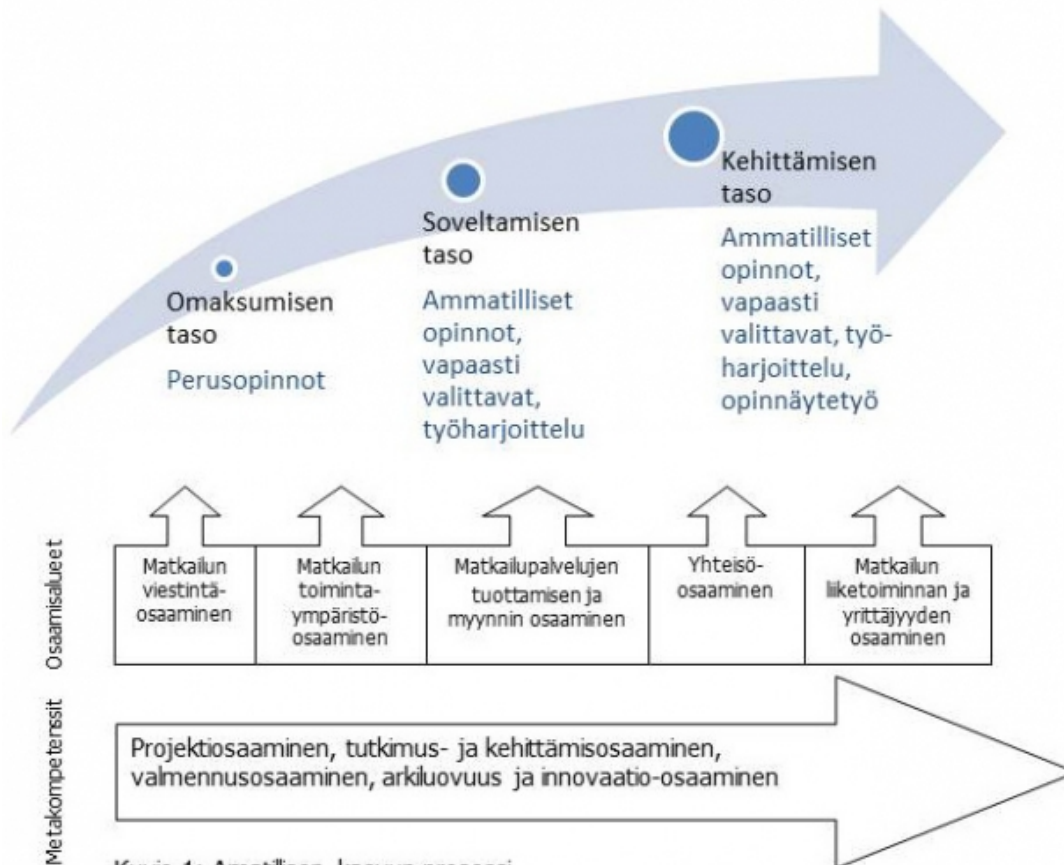 Omaksumisen
taso
Perusopinnot
Soveltamisen
taso
Ammatilliset
opinnot,
vapaasti
valittavat,
työharjoittelu
Kehittämisen
taso
Ammatilliset
opinnot,
vapaasti
valittavat, työ-
harjoittelu,
opinnäytetyö
Osaamisalueet
Matkailun
viestintä-
osaaminen
Matkailun
toiminta-
ympäristö-
osaaminen
Matkailupalvelujen
tuottamisen ja
myynnin osaaminen
Yhteisö-
osaaminen
Matkailun
liiketoiminnan ja
yrittäjyyden
osaaminen
Metakompetenssit
Projektiosaaminen, tutkimus- ja kehittämisosaaminen,
valmennusosaaminen, arkiluovuus ja innovaatio-osaaminen